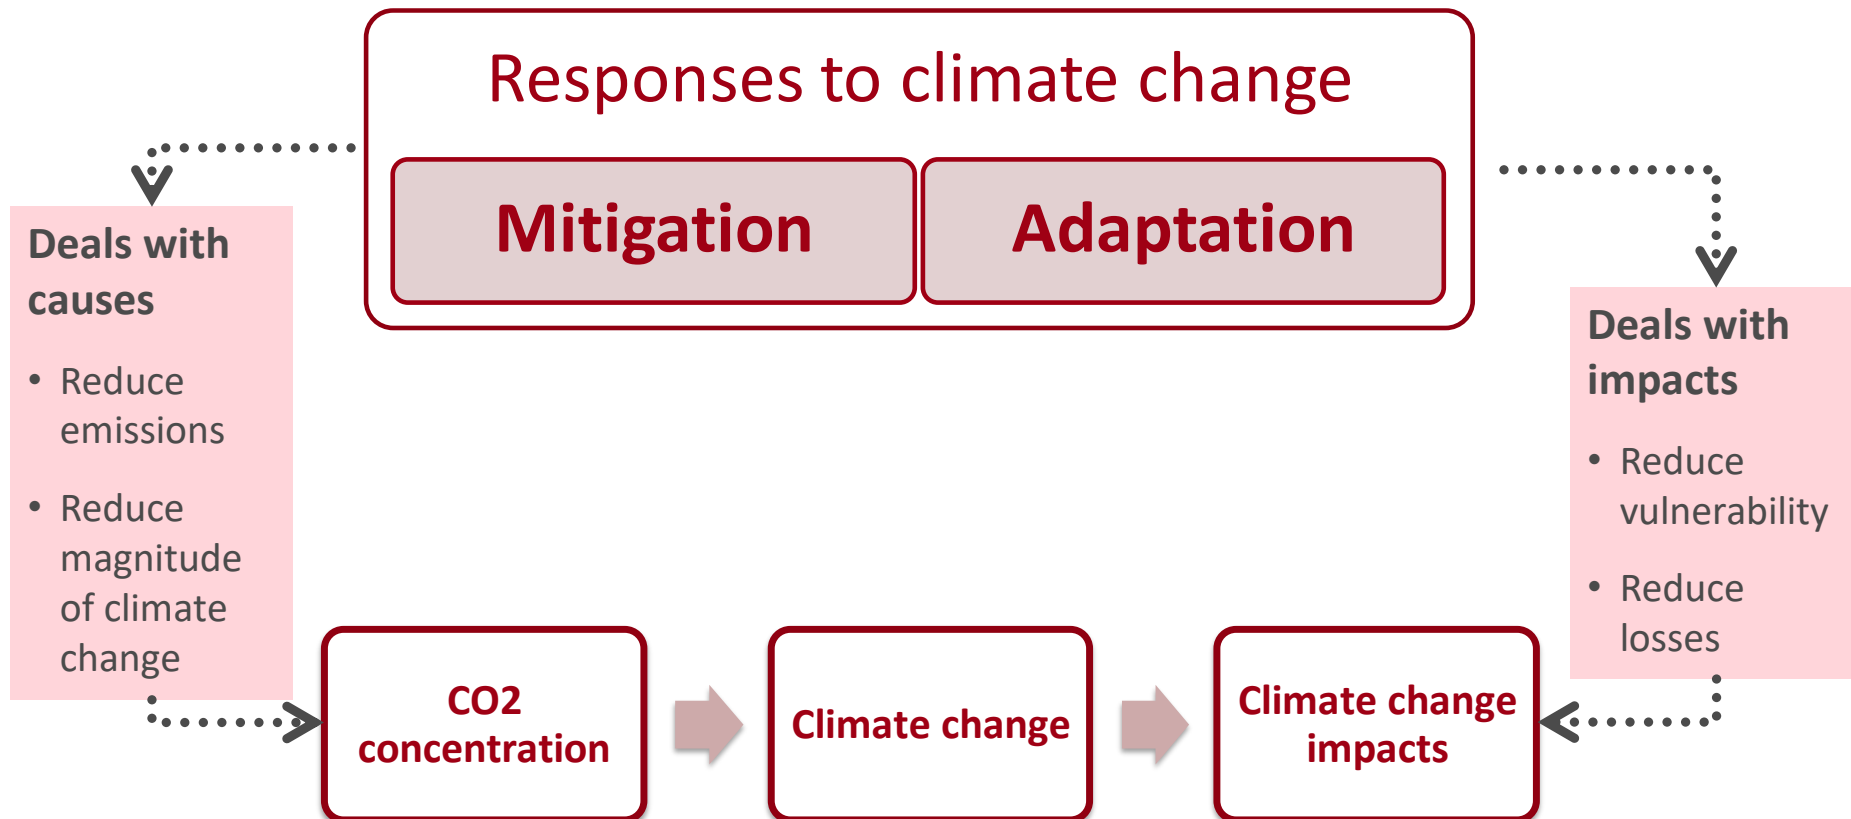 Responses to climate change
Mitigation
Adaptation
Deals with
causes
• Reduce
emissions
• Reduce
magnitude
of climate
change
Deals with
impacts
• Reduce
vulnerability
• Reduce
losses
CO2
concentration
Climate change
Climate change
impacts